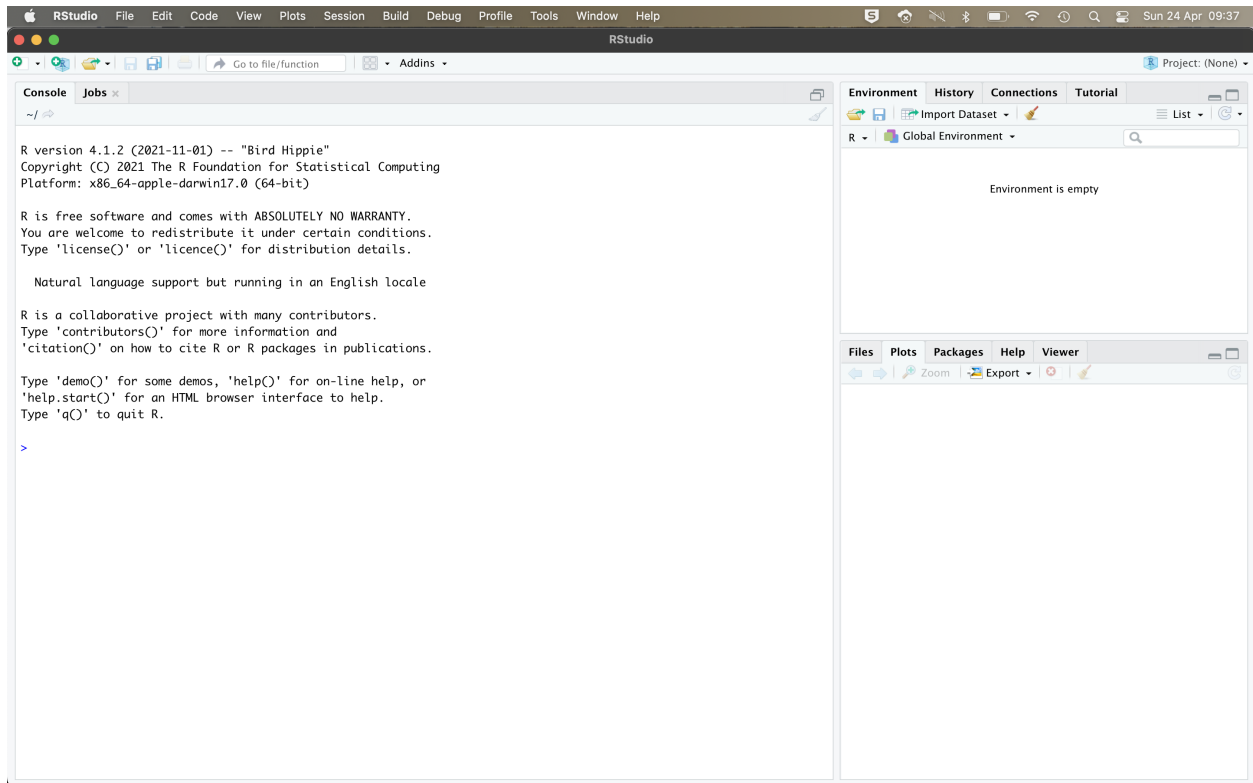 RStudio File Edit Code View Plots Session Build Debug Profile Tools Window Help Sun 24 Apr 09:37
RStudio
Go to file/function Addins Project: (None)
Console Jobs
~/
R version 4.1.2 (2021-11-01) -- "Bird Hippie"
Copyright (C) 2021 The R Foundation for Statistical Computing
Platform: x86_64-apple-darwin17.0 (64-bit)
R is free software and comes with ABSOLUTELY NO WARRANTY.
You are welcome to redistribute it under certain conditions.
Type 'license()' or 'licence()' for distribution details.
Natural language support but running in an English locale
R is a collaborative project with many contributors.
Type 'contributors()' for more information and
'citation()' on how to cite R or R packages in publications.
Type 'demo()' for some demos, 'help()' for on-line help, or
'help.start()' for an HTML browser interface to help.
Type 'q()' to quit R.
>
Environment History Connections Tutorial
Import Dataset List
R Global Environment
Environment is empty
Files Plots Packages Help Viewer
Zoom Export